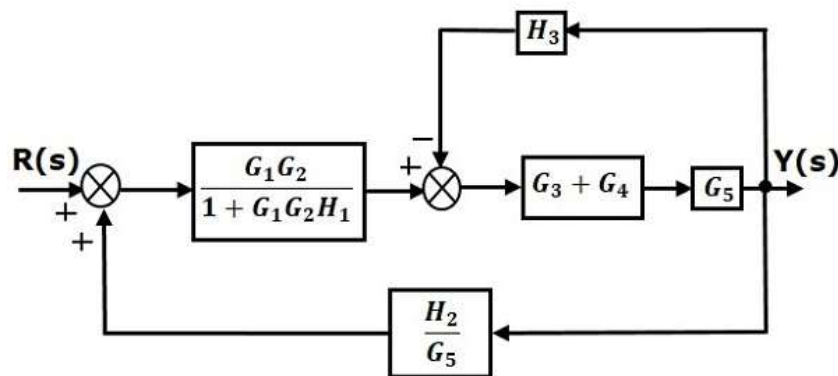 H₃
−
R(s)
G₁G₂
1 + G₁G₂H₁
+
G₃ + G₄
G₅
Y(s)
+
+
H₂
G₅